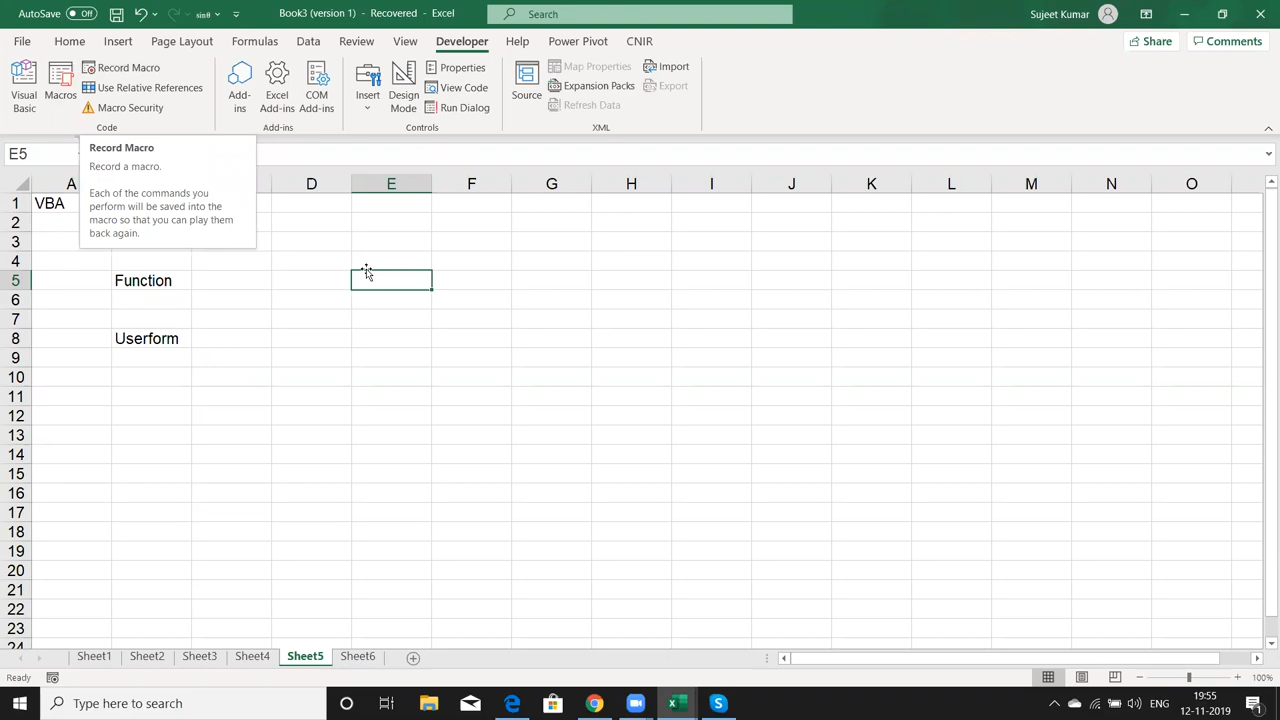 AutoSave Off sin∥ Book3 (version 1) - Recovered - Excel Search Sujeet Kumar
File Home Insert Page Layout Formulas Data Review View Developer Help Power Pivot CNIR Share Comments
Visual Basic
Macros
Record Macro
Use Relative References
Macro Security
Code
Add-ins
Excel Add-ins
COM Add-ins
Add-ins
Insert
Design Mode
Properties
View Code
Run Dialog
Controls
Source
Map Properties
Expansion Packs
Refresh Data
Import
Export
XML
E5
Record Macro
Record a macro.
Each of the commands you
perform will be saved into the
macro so that you can play them
back again.
A D E F G H I J K L M N O
1 VBA
2
3
4
5 Function
6
7
8 Userform
9
10
11
12
13
14
15
16
17
18
19
20
21
22
23
24
Sheet1 Sheet2 Sheet3 Sheet4 Sheet5 Sheet6
Ready 100%
Type here to search ENG 19:55
12-11-2019 1